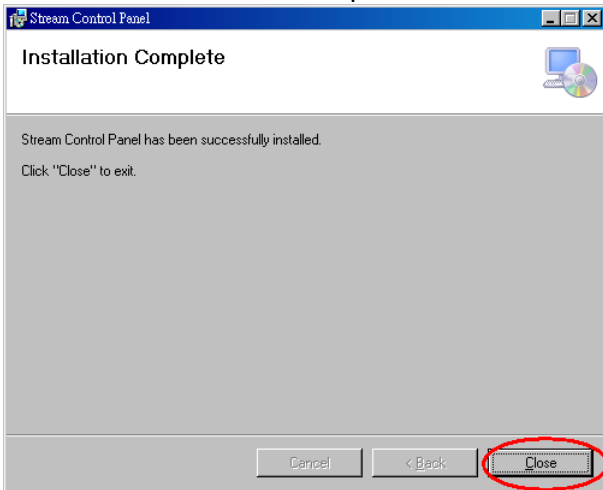 Stream Control Panel
Installation Complete
Stream Control Panel has been successfully installed.
Click "Close" to exit.
Cancel
< Back
Close